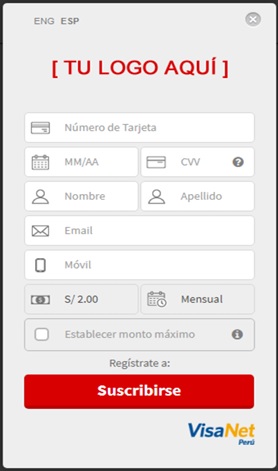 ENG ESP
[ TU LOGO AQUÍ ]
Número de Tarjeta
MM/AA CVV ?
Nombre Apellido
Email
Móvil
S/ 2.00 Mensual
Establecer monto máximo i
Regístrate a:
Suscribirse
VisaNet
Perú